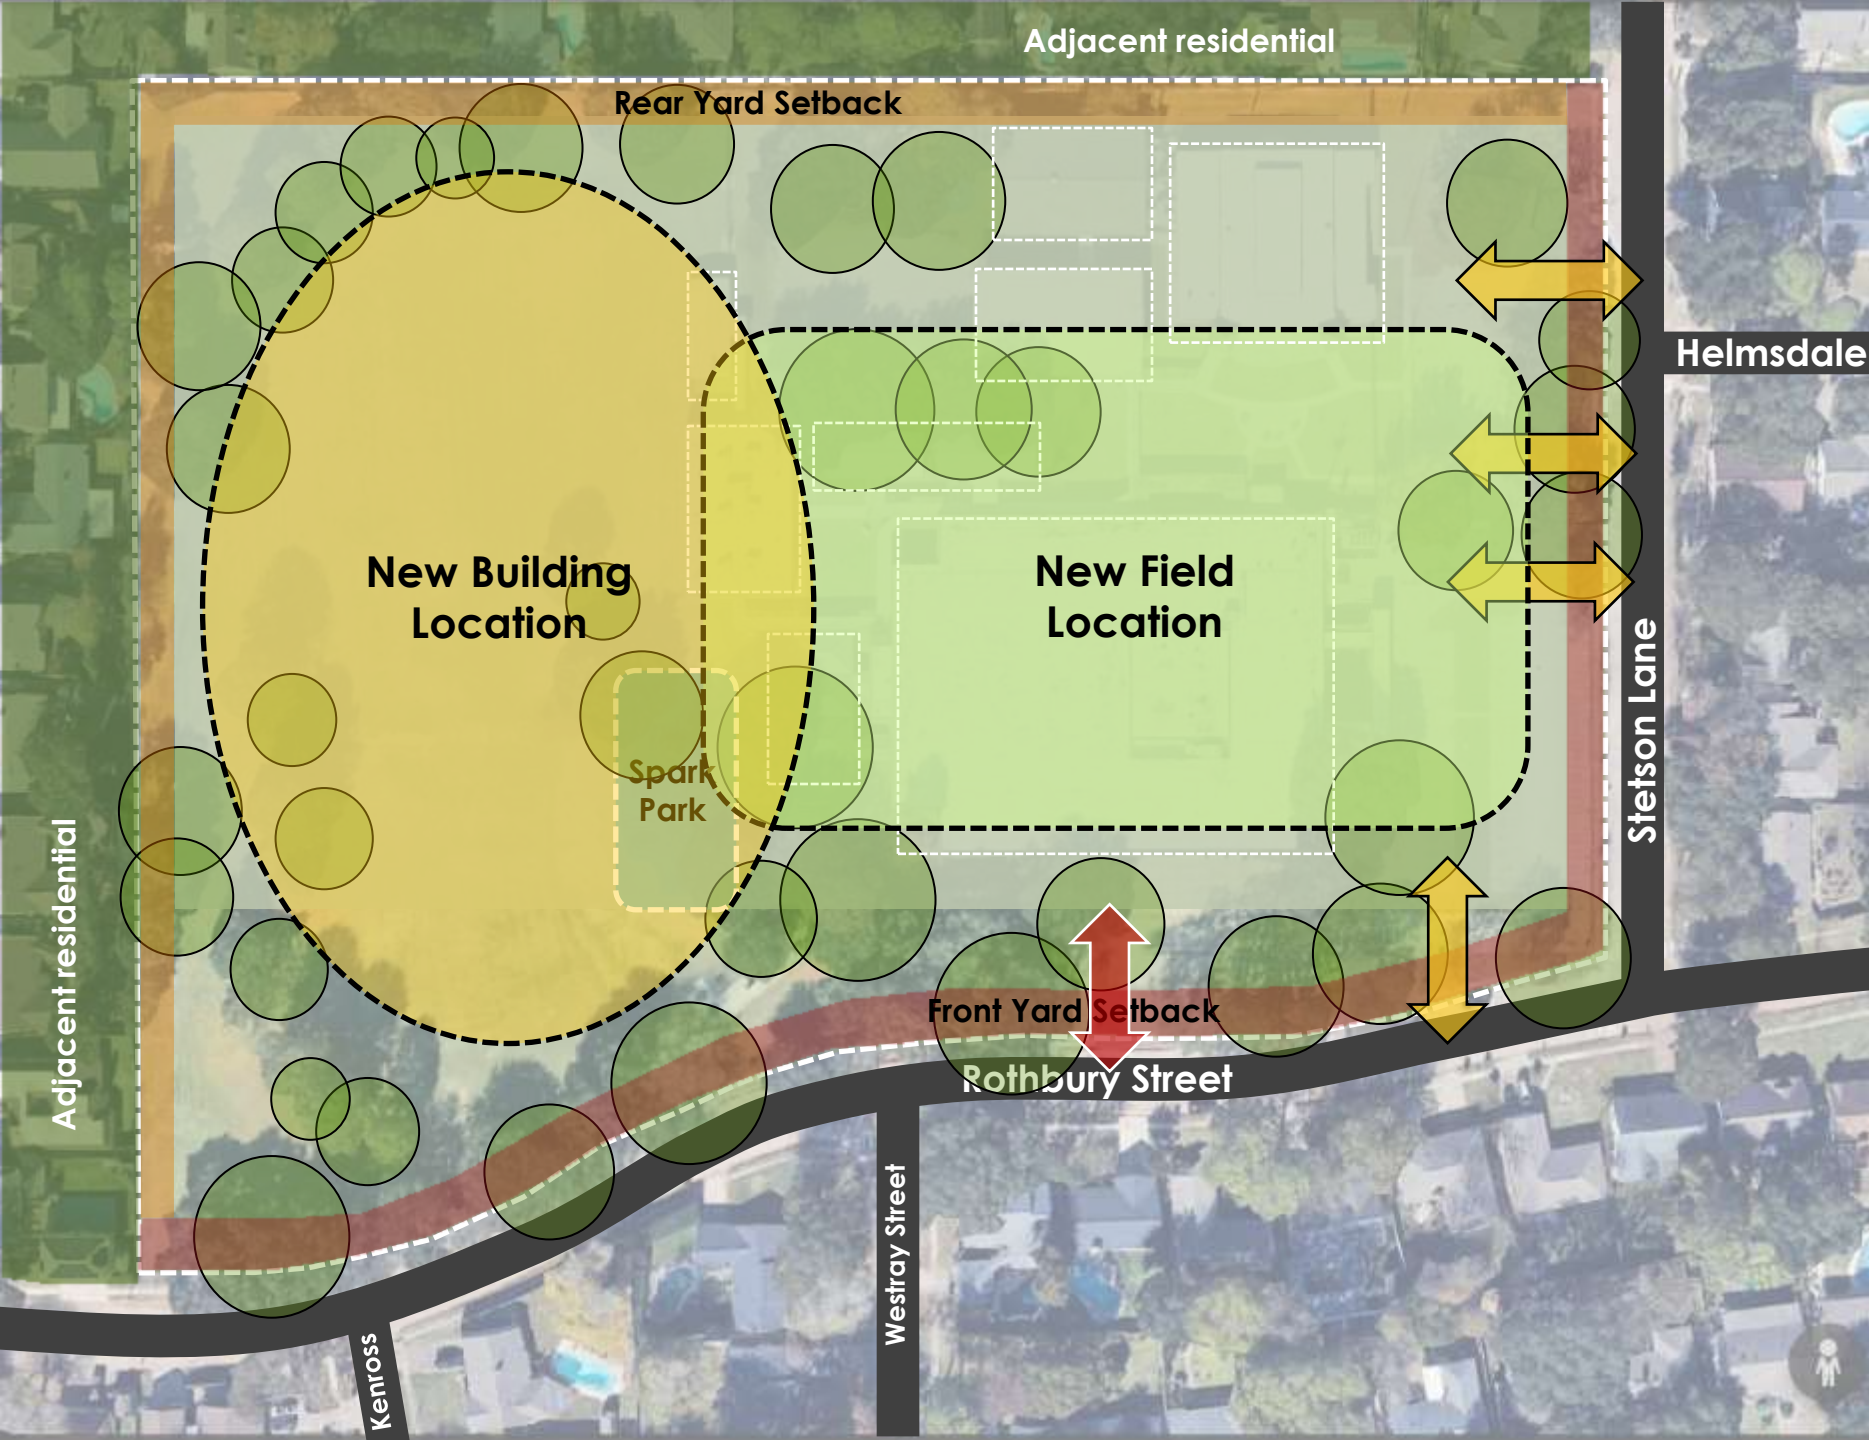 Adjacent residential
Rear Yard Setback
Helmsdale
New Building
Location
New Field
Location
Stetson Lane
Spark
Park
Adjacent residential
Front Yard Setback
Rothbury Street
Westray Street
Kenross